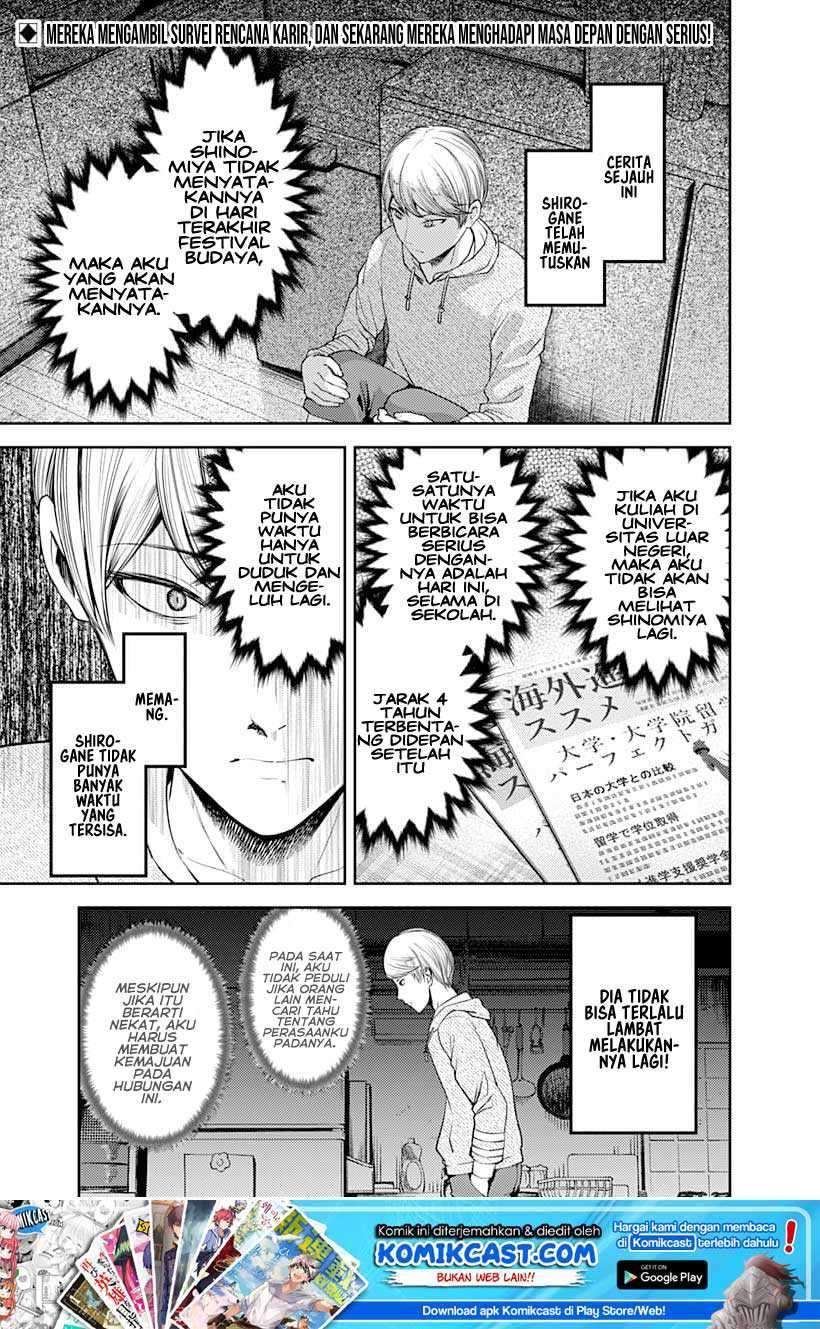 MEREKA MENGAMBIL SURVEI RENCANA KARIR, DAN SEKARANG MEREKA MENGHADAPI MASA DEPAN DENGAN SERIUS!
CERITA
SEJAUH
INI
SHIRO-
GANE
TELAH
MEMU-
TUSKAN
JIKA
SHINO-
MIYA TIDAK
MENYATA-
KANNYA
DI HARI
TERAKHIR
FESTIVAL
BUDAYA,
MAKA AKU
YANG AKAN
MENYATA-
KANNYA.
JIKA AKU
KULIAH DI
UNIVER-
SITAS LUAR
NEGERI,
MAKA AKU
TIDAK AKAN
BISA
MELIHAT
SHINOMIYA
LAGI.
SATU-
SATUNYA
WAKTU
UNTUK BISA
BERBICARA
SERIUS
DENGAN-
NYA ADALAH
HARI INI,
SELAMA DI
SEKOLAH.
JARAK 4
TAHUN
TERBENTA-
NG DIDEPAN
SETELAH
ITU
海外進
ススメ
大学・大学院留学
パーフェクトガ
日本の大学との比較
留学で学位取得
進学支援奨学金
AKU
TIDAK
PUNYA
WAKTU
HANYA
UNTUK
DUDUK DAN
MENGE-
LUH LAGI.
MEMA-
NG.
SHIRO-
GANE TIDAK
PUNYA
BANYAK
WAKTU
YANG
TERSISA.
DIA TIDAK
BISA TERLALU
LAMBAT
MELAKUKAN-
NYA LAGI!
PADA SAAT
INI, AKU
TIDAK PEDULI
JIKA ORANG
LAIN MEN-
CARI TAHU
TENTANG
PERASAANKU
PADANYA.
MESKIPUN
JIKA ITU
BERARTI
NEKAT, AKU
HARUS
MEMBUAT
KEMAJUAN
PADA
HUBUNGAN
INI.
Komik ini diterjemahkan & diedit oleh
KOMIKCAST.COM
BUKAN WEB LAIN!!
Hargai kami dengan membaca
di Komikcast terlebih dahulu !
GET IT ON
Google Play
Download apk Komikcast di Play Store/Web!